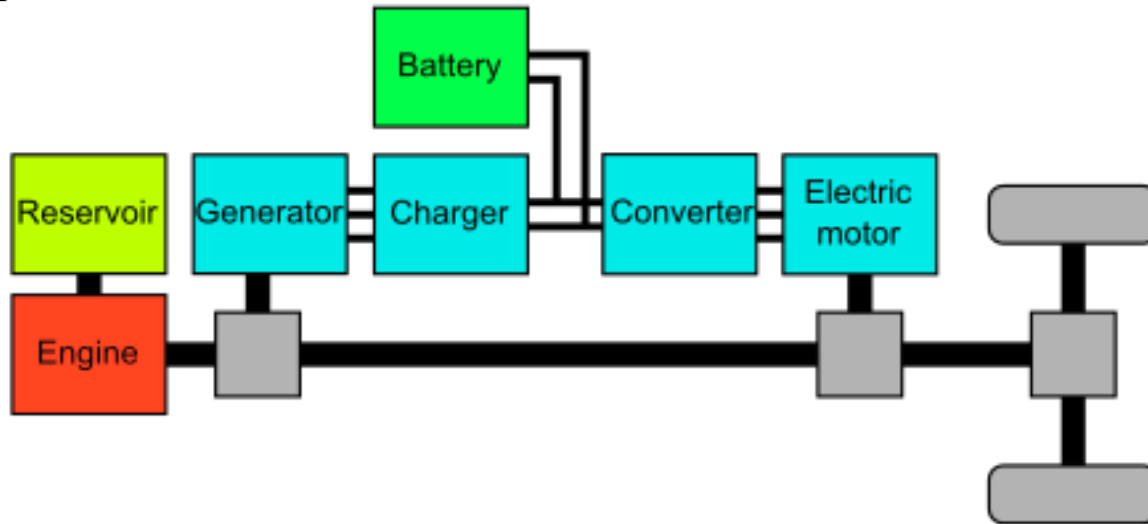 Battery
Reservoir
Generator
Charger
Converter
Electric
motor
Engine